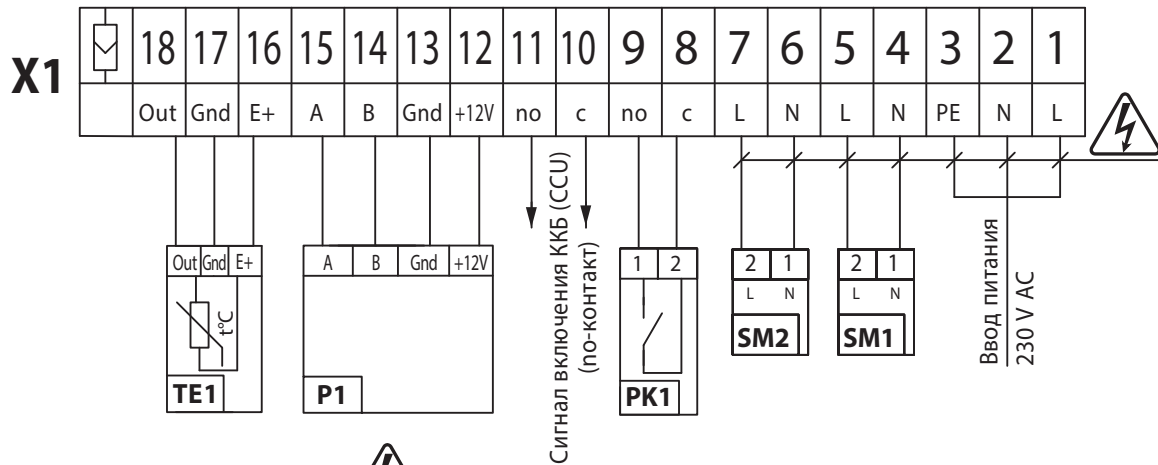 X1
18 17 16 15 14 13 12 11 10 9 8 7 6 5 4 3 2 1
Out Gnd E+ A B Gnd +12V no c no c L N L N PE N L
Out Gnd E+
t°C
TE1
A B Gnd +12V
P1
Сигнал включения ККБ (CCU)
(no-контакт)
1 2
PK1
2 1
L N
SM2
2 1
L N
SM1
Ввод питания
230 V AC